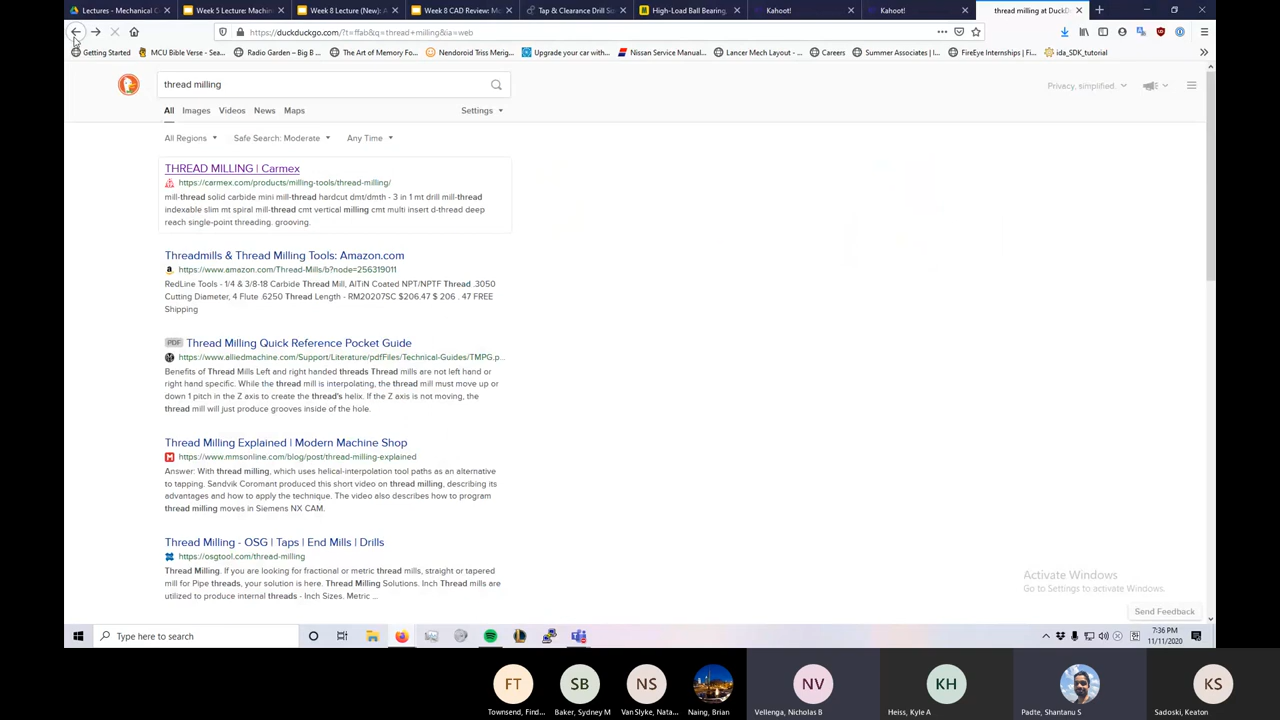 Lectures - Mechanical D
Week 5 Lecture: Machin
Week 8 Lecture (New): A
Week 8 CAD Review: Mo
Tap & Clearance Drill Si
High-Load Ball Bearing,
Kahoot!
Kahoot!
thread milling at DuckDu
https://duckduckgo.com/?t=ffab&q=thread+milling&ia=web
Getting Started
MCU Bible Verse - Sea...
Radio Garden – Big B ...
The Art of Memory Fo...
Nendoroid Triss Merig...
Upgrade your car with...
Nissan Service Manual...
Lancer Mech Layout -...
Careers
Summer Associates | ...
FireEye Internships | F...
ida_SDK_tutorial
thread milling
Privacy, simplified.
All Images Videos News Maps Settings
All Regions Safe Search: Moderate Any Time
THREAD MILLING | Carmex
https://carmex.com/products/milling-tools/thread-milling/
mill-thread solid carbide mini mill-thread hardcut dmt/dmth - 3 in 1 mt drill mill-thread
indexable slim mt spiral mill-thread cmt vertical milling cmt multi insert d-thread deep
reach single-point threading. grooving.
Threadmills & Thread Milling Tools: Amazon.com
https://www.amazon.com/Thread-Mills/b?node=256319011
RedLine Tools - 1/4 & 3/8-18 Carbide Thread Mill, AlTiN Coated NPT/NPTF Thread .3050
Cutting Diameter, 4 Flute .6250 Thread Length - RM20207SC $206.47 $ 206 . 47 FREE
Shipping
PDF Thread Milling Quick Reference Pocket Guide
https://www.alliedmachine.com/Support/Literature/pdfFiles/Technical-Guides/TMPG.p...
Benefits of Thread Mills Left and right handed threads Thread mills are not left hand or
right hand specific. While the thread mill is interpolating, the thread mill must move up or
down 1 pitch in the Z axis to create the thread's helix. If the Z axis is not moving, the
thread mill will just produce grooves inside of the hole.
Thread Milling Explained | Modern Machine Shop
https://www.mmsonline.com/blog/post/thread-milling-explained
Answer: With thread milling, which uses helical-interpolation tool paths as an alternative
to tapping. Sandvik Coromant produced this short video on thread milling, describing its
advantages and how to apply the technique. The video also describes how to program
thread milling moves in Siemens NX CAM.
Thread Milling - OSG | Taps | End Mills | Drills
https://osgtool.com/thread-milling
Thread Milling. If you are looking for fractional or metric thread mills, straight or tapered
mill for Pipe threads, your solution is here. Fractional Thread Milling Solutions. Inch Thread mills are
utilized to produce internal threads - Inch Sizes. Metric ...
Activate Windows
Go to Settings to activate Windows.
Send Feedback
Type here to search
7:36 PM
11/11/2020
FT
SB
NS
NV
KH
KS
Townsend, Find...
Baker, Sydney M
Van Slyke, Nata...
Naing, Brian
Vellenga, Nicholas B
Heiss, Kyle A
Padte, Shantanu S
Sadoski, Keaton